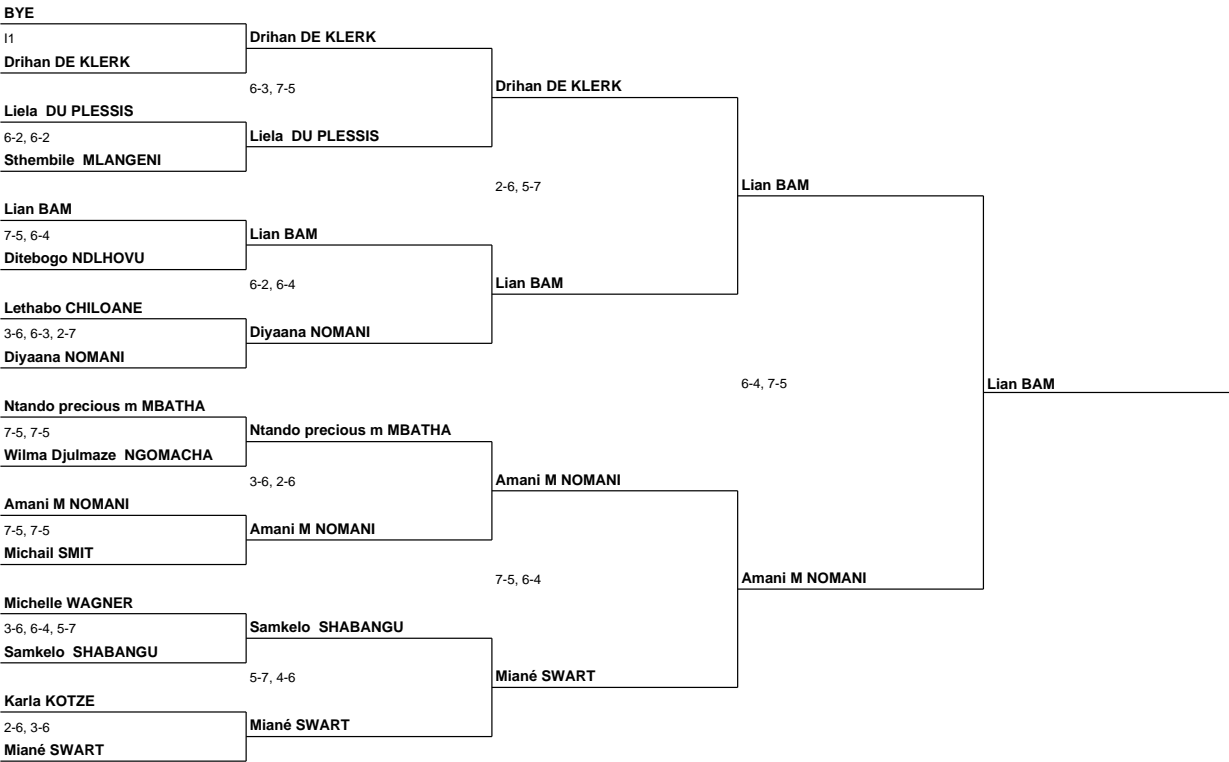 BYE
I1
Drihan DE KLERK
Liela  DU PLESSIS
6-2, 6-2
Sthembile  MLANGENI
Lian BAM
7-5, 6-4
Ditebogo NDLHOVU
Lethabo CHILOANE
3-6, 6-3, 2-7
Diyaana NOMANI
Ntando precious m MBATHA
7-5, 7-5
Wilma Djulmaze  NGOMACHA
Amani M NOMANI
7-5, 7-5
Michail SMIT
Michelle WAGNER
3-6, 6-4, 5-7
Samkelo  SHABANGU
Karla KOTZE
2-6, 3-6
Miané SWART
Drihan DE KLERK
6-3, 7-5
Liela  DU PLESSIS
Lian BAM
6-2, 6-4
Diyaana NOMANI
Ntando precious m MBATHA
3-6, 2-6
Amani M NOMANI
Samkelo  SHABANGU
5-7, 4-6
Miané SWART
Drihan DE KLERK
2-6, 5-7
Lian BAM
Amani M NOMANI
7-5, 6-4
Miané SWART
Lian BAM
6-4, 7-5
Amani M NOMANI
Lian BAM